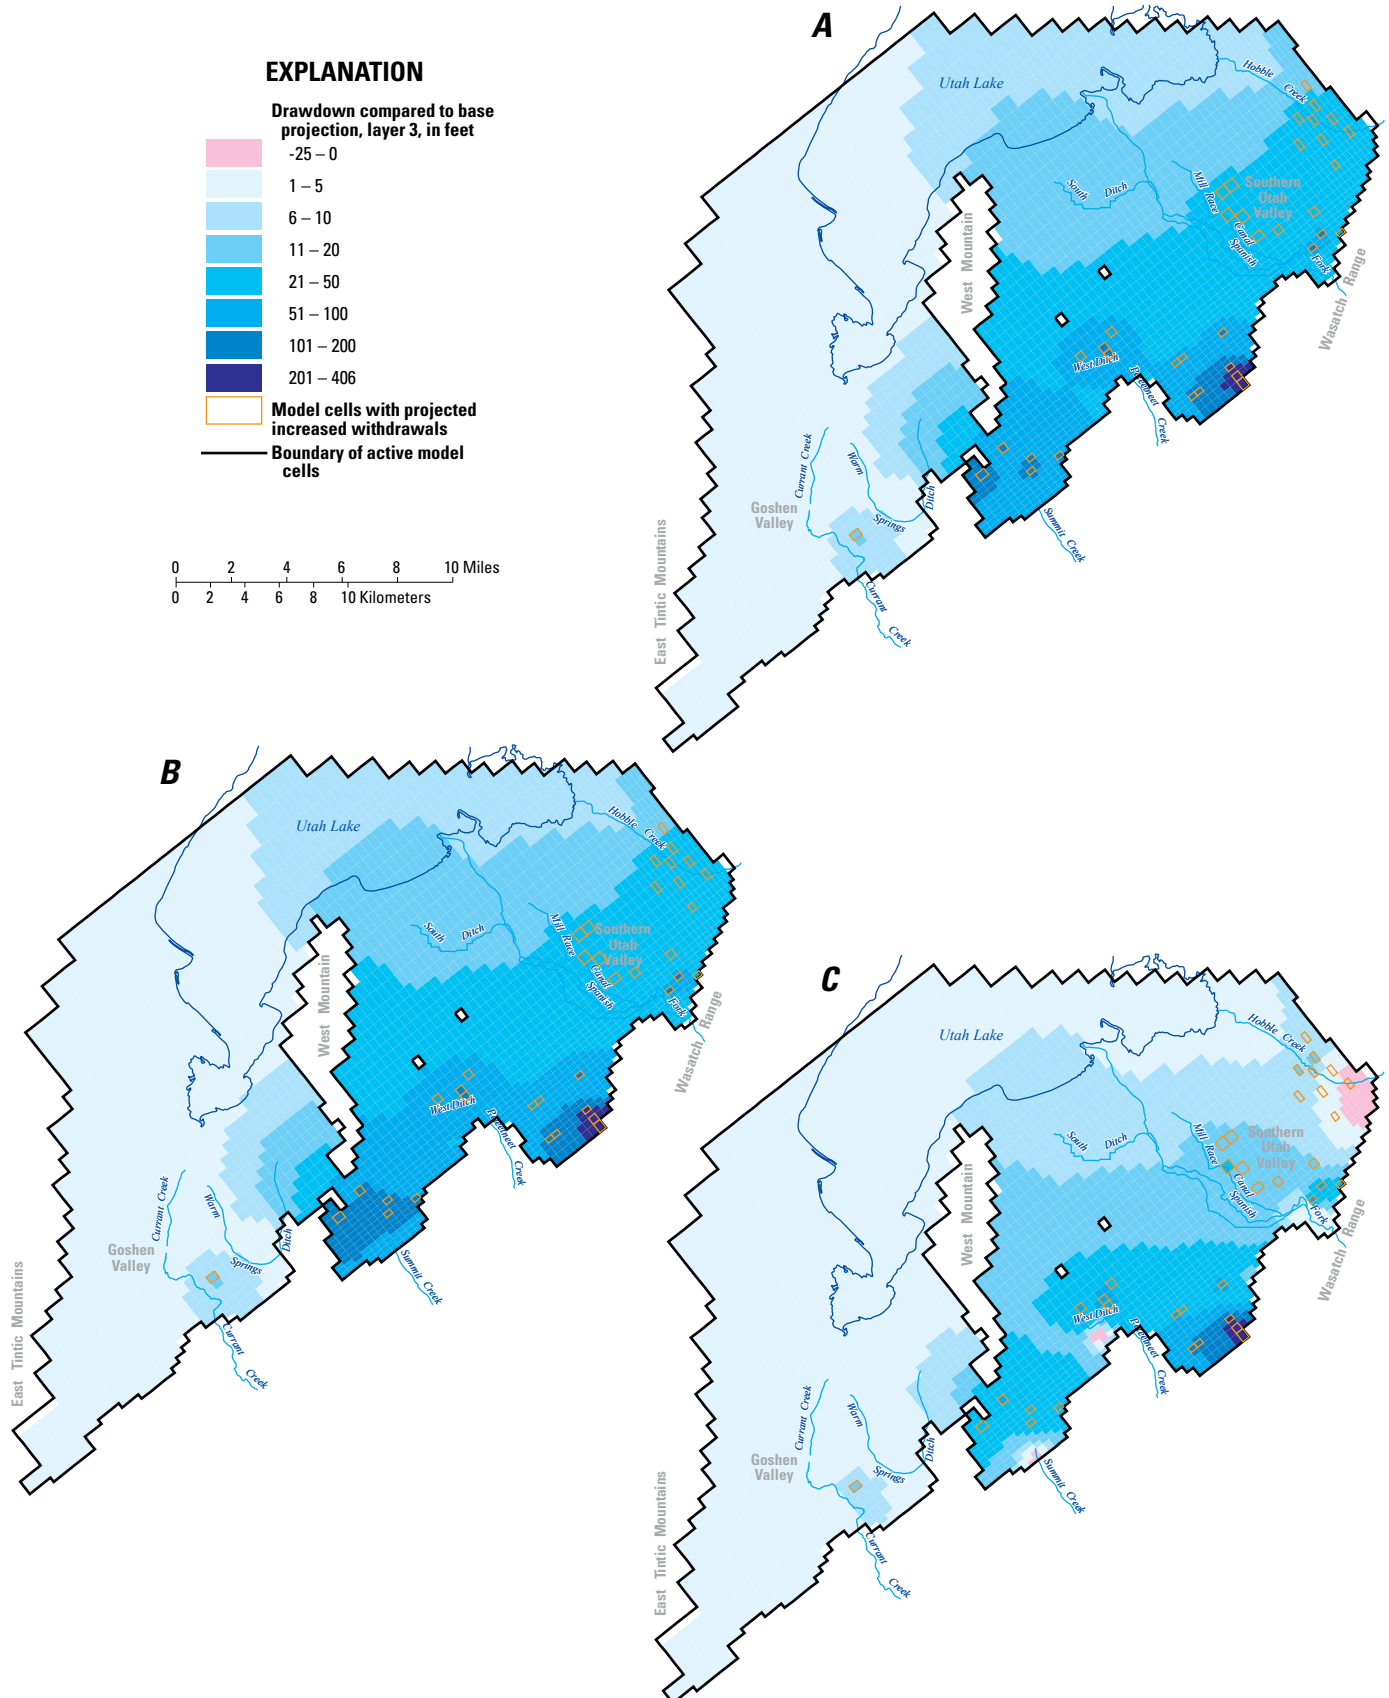 EXPLANATION
Drawdown compared to base
projection, layer 3, in feet
-25 – 0
1 – 5
6 – 10
11 – 20
21 – 50
51 – 100
101 – 200
201 – 406
Model cells with projected
increased withdrawals
Boundary of active model
cells
0 2 4 6 8 10 Miles
0 2 4 6 8 10 Kilometers
A
Utah Lake
Hobble
Creek
South Ditch
Mill Race
Canal
Southern
Utah
Valley
Spanish
Fork
West Mountain
Wasatch Range
West Ditch
Peteetneet
Creek
Currant Creek
Warm
Springs
Ditch
Goshen
Valley
Summit Creek
East Tintic Mountains
Currant
Creek
B
Utah Lake
Hobble
Creek
South Ditch
Mill Race
Canal
Southern
Utah
Valley
Spanish
Fork
West Mountain
Wasatch Range
West Ditch
Peteetneet
Creek
Currant Creek
Warm
Springs
Ditch
Goshen
Valley
Summit Creek
East Tintic Mountains
Currant
Creek
C
Utah Lake
Hobble Creek
South Ditch
Mill Race
Canal
Southern
Utah
Valley
Spanish
Fork
West Mountain
Wasatch Range
West Ditch
Peteetneet
Creek
Currant Creek
Warm
Springs
Ditch
Goshen
Valley
Summit Creek
East Tintic Mountains
Currant
Creek